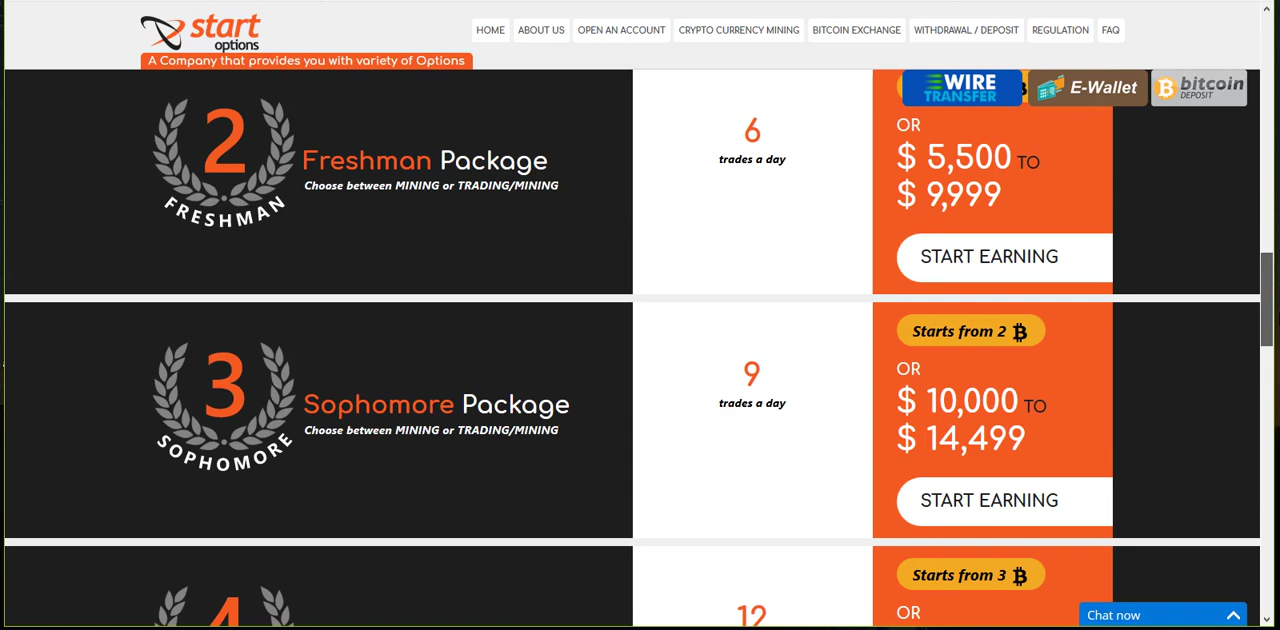 start
options
A Company that provides you with variety of Options
HOME
ABOUT US
OPEN AN ACCOUNT
CRYPTO CURRENCY MINING
BITCOIN EXCHANGE
WITHDRAWAL / DEPOSIT
REGULATION
FAQ
WIRE
TRANSFER
E-Wallet
bitcoin
DEPOSIT
2
FRESHMAN
Freshman Package
Choose between MINING or TRADING/MINING
6
trades a day
OR
$ 5,500 TO
$ 9,999
START EARNING
3
SOPHOMORE
Sophomore Package
Choose between MINING or TRADING/MINING
9
trades a day
Starts from 2 ₿
OR
$ 10,000 TO
$ 14,499
START EARNING
4
12
Starts from 3 ₿
OR
Chat now